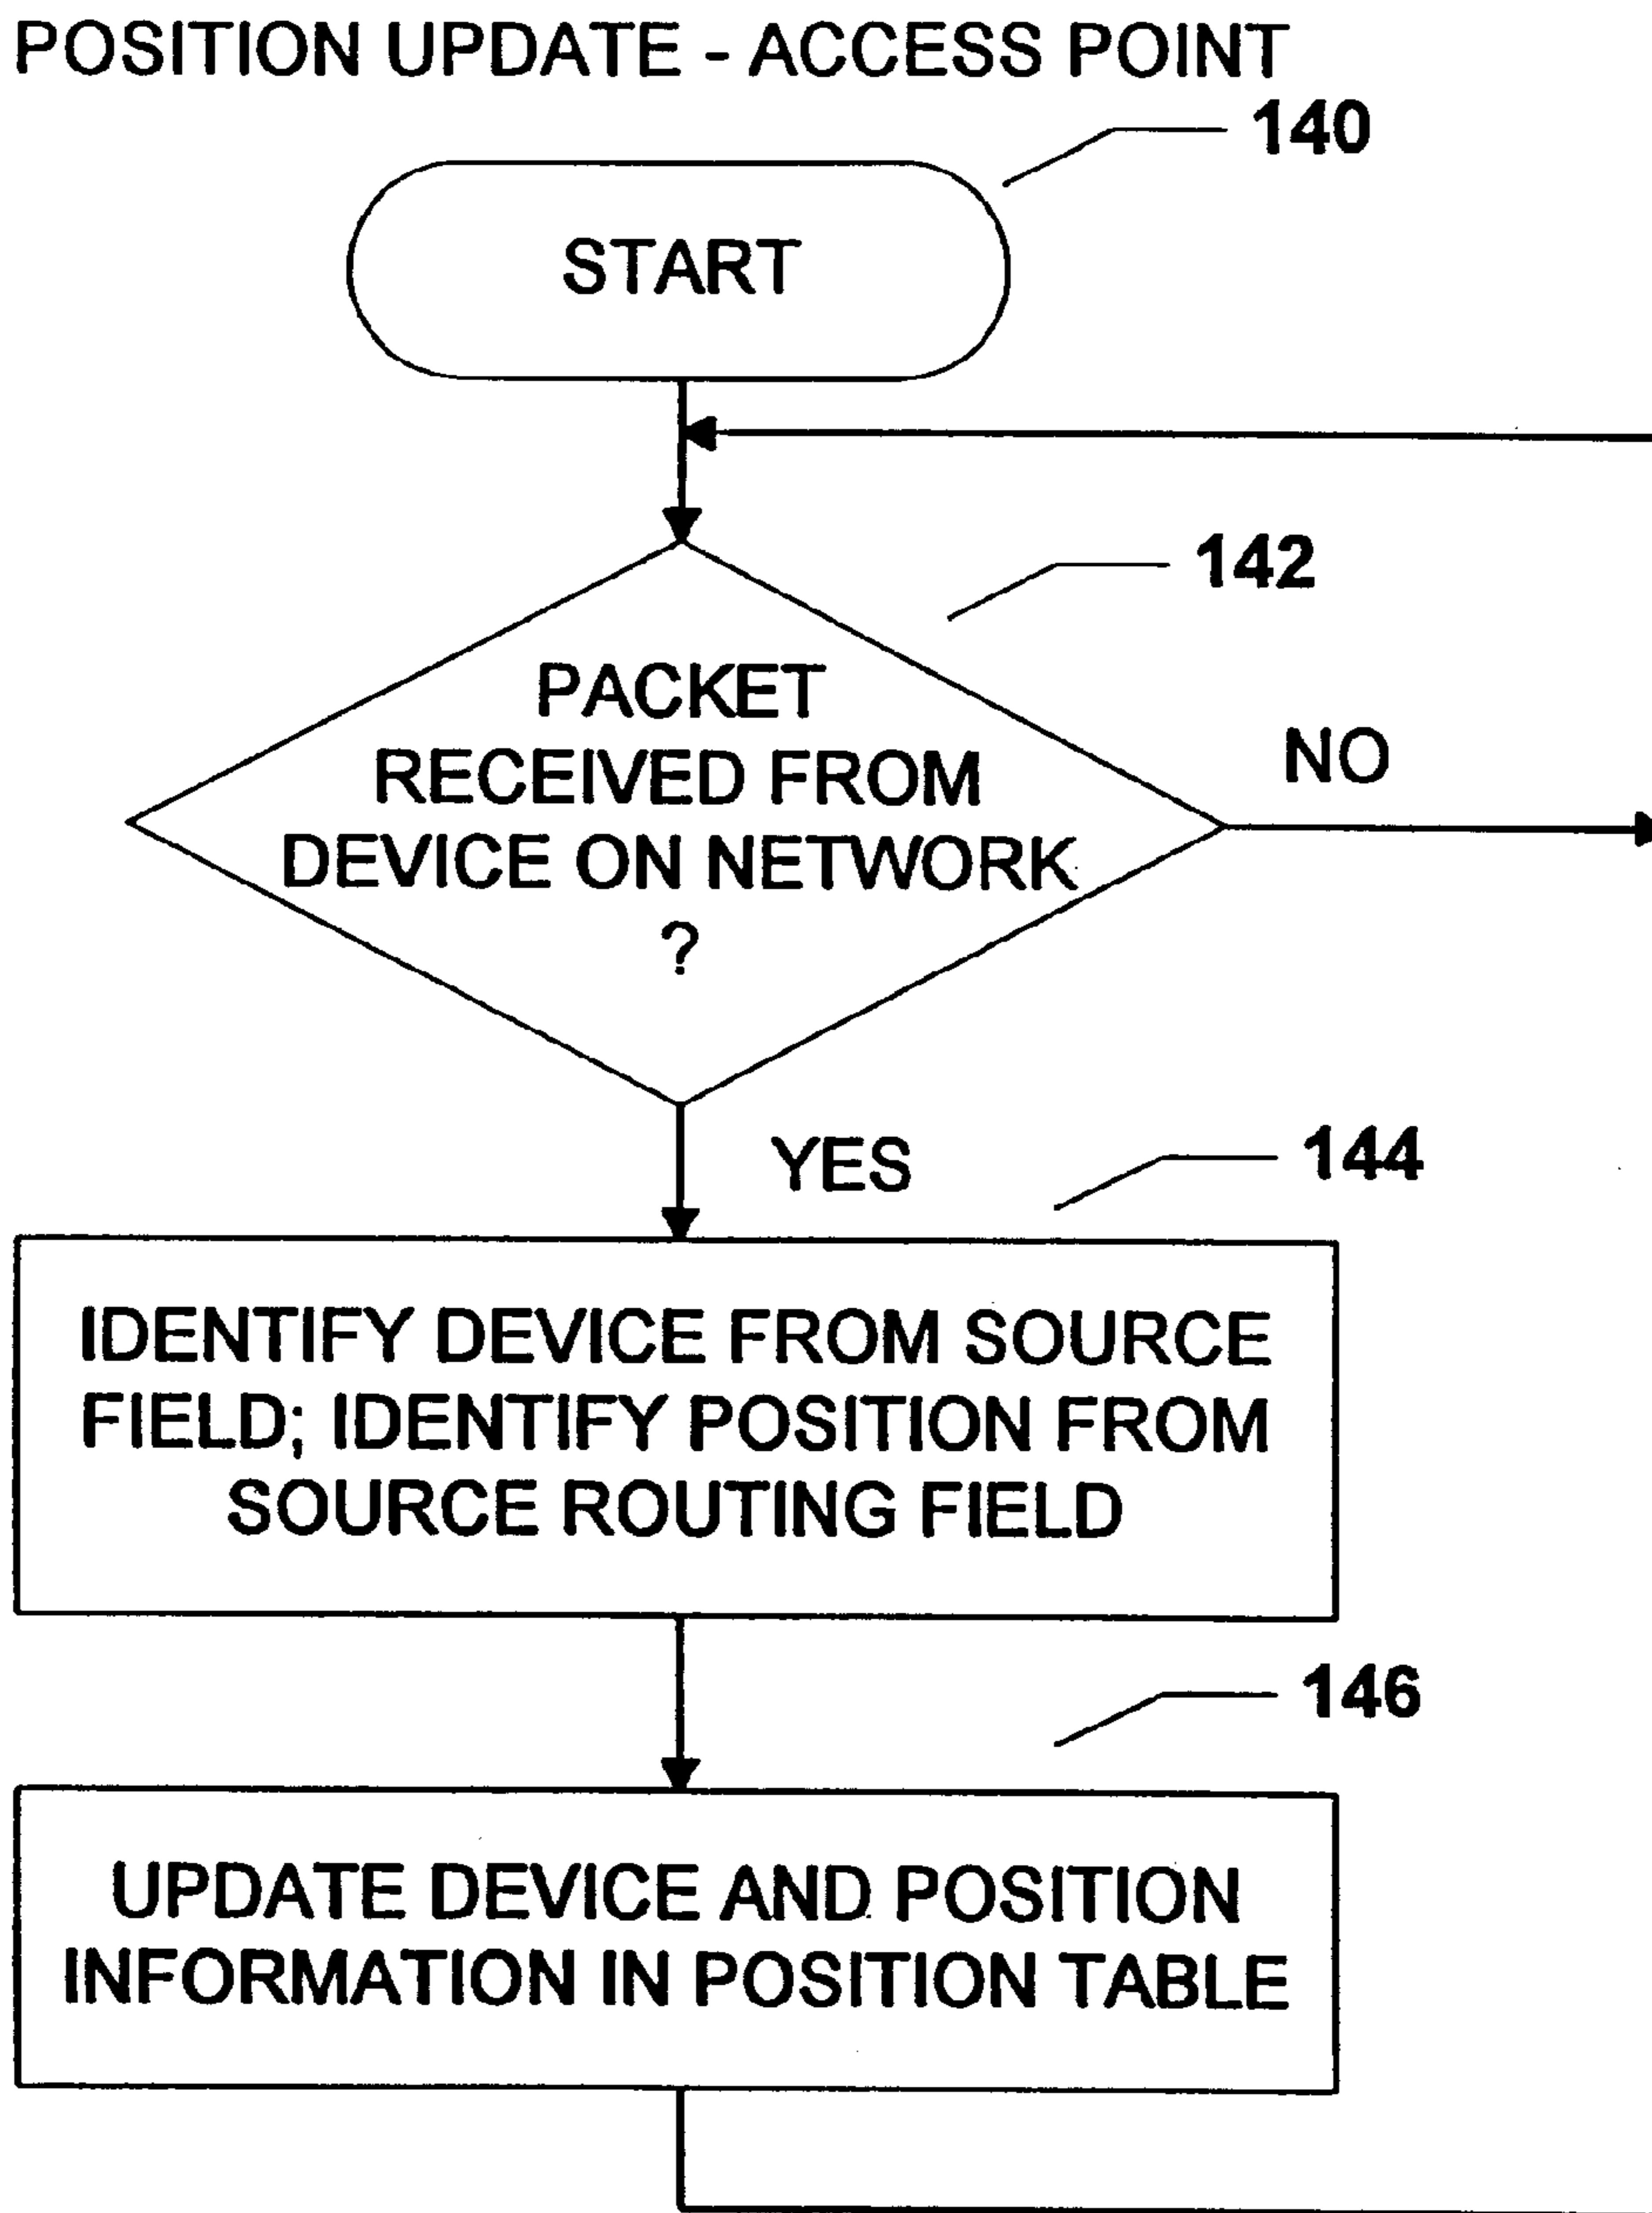 POSITION UPDATE - ACCESS POINT
140
START
142
PACKET
RECEIVED FROM
DEVICE ON NETWORK
?
NO
YES
144
IDENTIFY DEVICE FROM SOURCE
FIELD; IDENTIFY POSITION FROM
SOURCE ROUTING FIELD
146
UPDATE DEVICE AND POSITION
INFORMATION IN POSITION TABLE